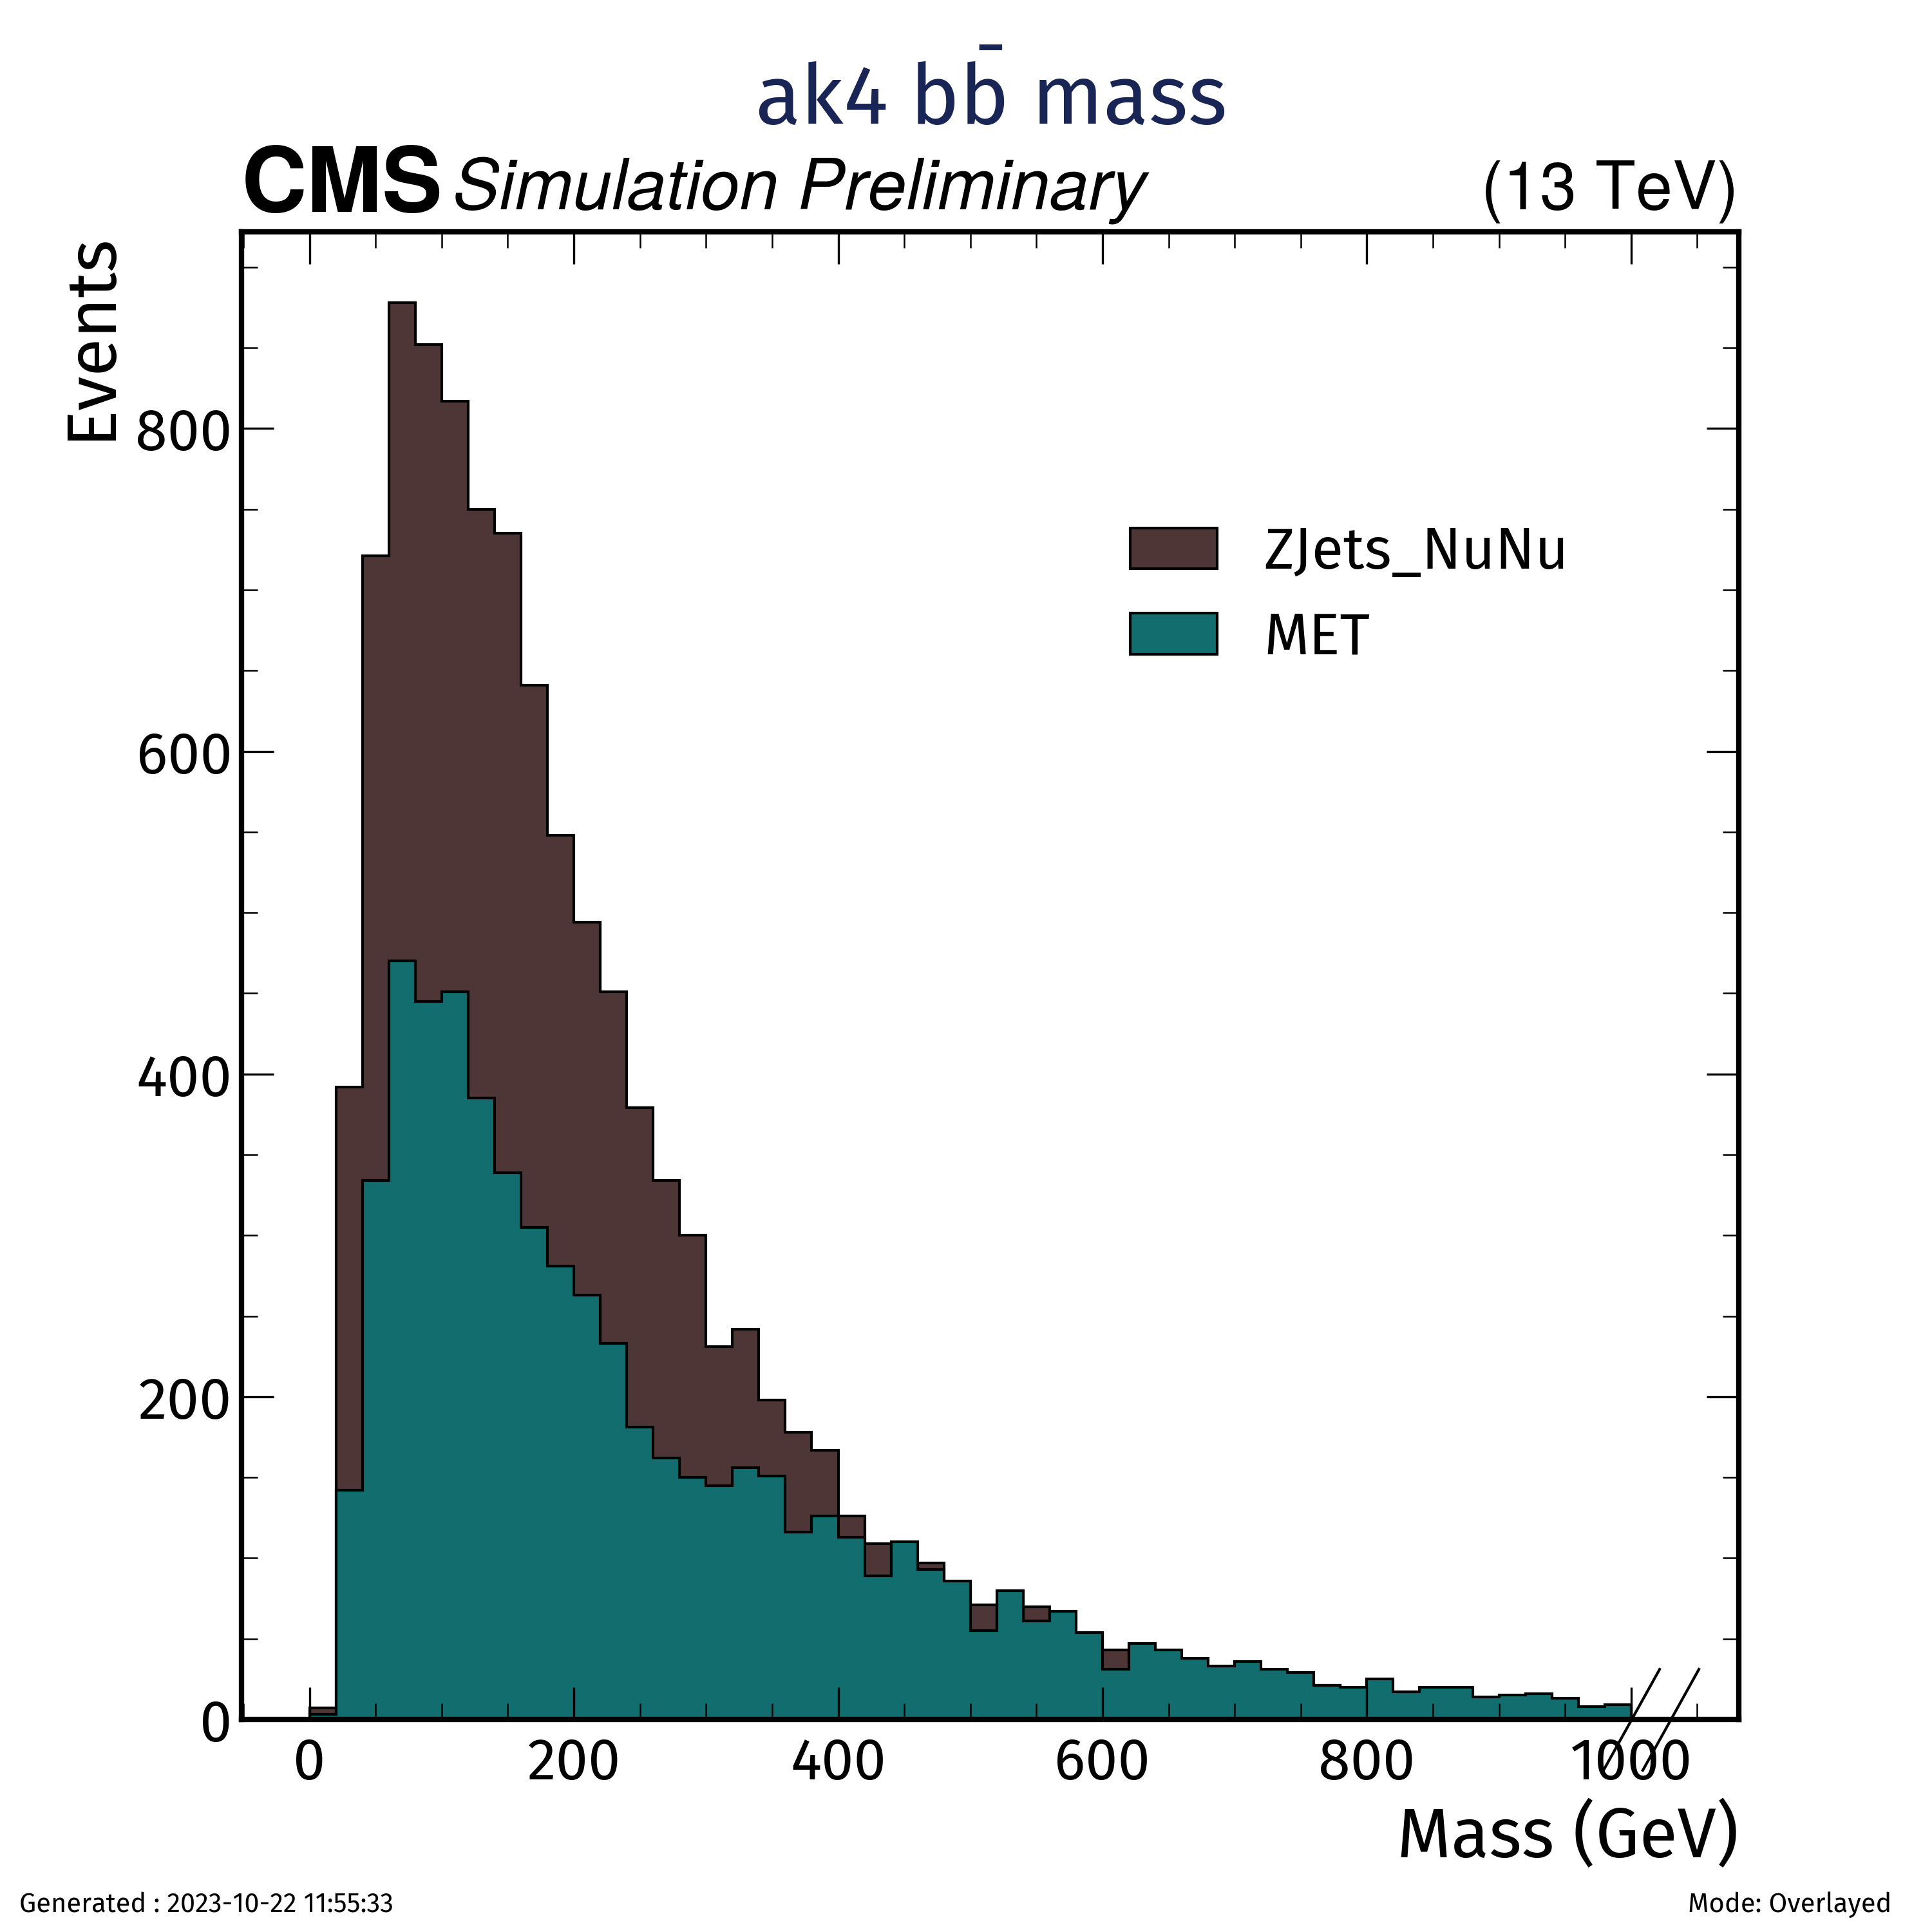 ak4 bb̄ mass
CMS Simulation Preliminary (13 TeV)
Events
800
600
400
200
0
ZJets_NuNu
MET
0 200 400 600 800 1000
Mass (GeV)
Generated : 2023-10-22 11:55:33 Mode: Overlayed